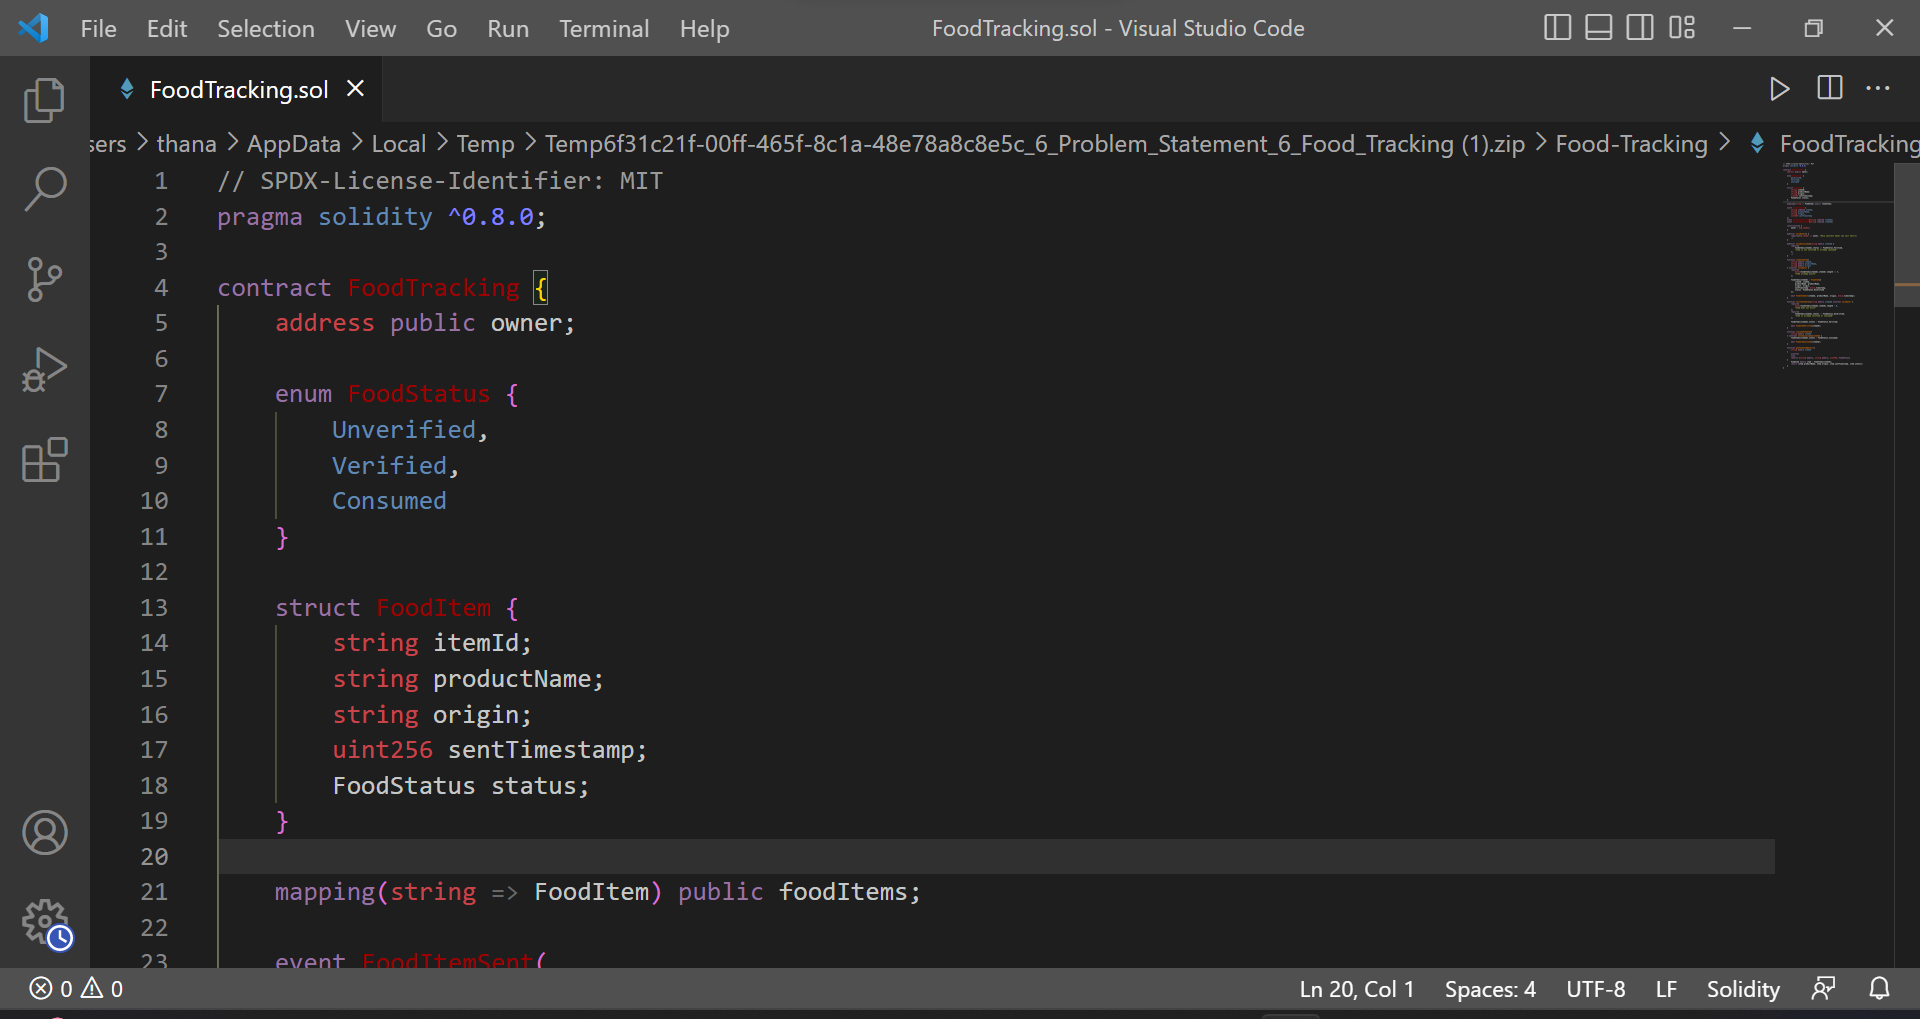 File Edit Selection View Go Run Terminal Help FoodTracking.sol - Visual Studio Code
FoodTracking.sol
sers > thana > AppData > Local > Temp > Temp6f31c21f-00ff-465f-8c1a-48e78a8c8e5c_6_Problem_Statement_6_Food_Tracking (1).zip > Food-Tracking > FoodTracking
1 // SPDX-License-Identifier: MIT
2 pragma solidity ^0.8.0;
3
4 contract FoodTracking {
5 address public owner;
6
7 enum FoodStatus {
8 Unverified,
9 Verified,
10 Consumed
11 }
12
13 struct FoodItem {
14 string itemId;
15 string productName;
16 string origin;
17 uint256 sentTimestamp;
18 FoodStatus status;
19 }
20
21 mapping(string => FoodItem) public foodItems;
22
23 event FoodItemSent(
0 0 Ln 20, Col 1 Spaces: 4 UTF-8 LF Solidity